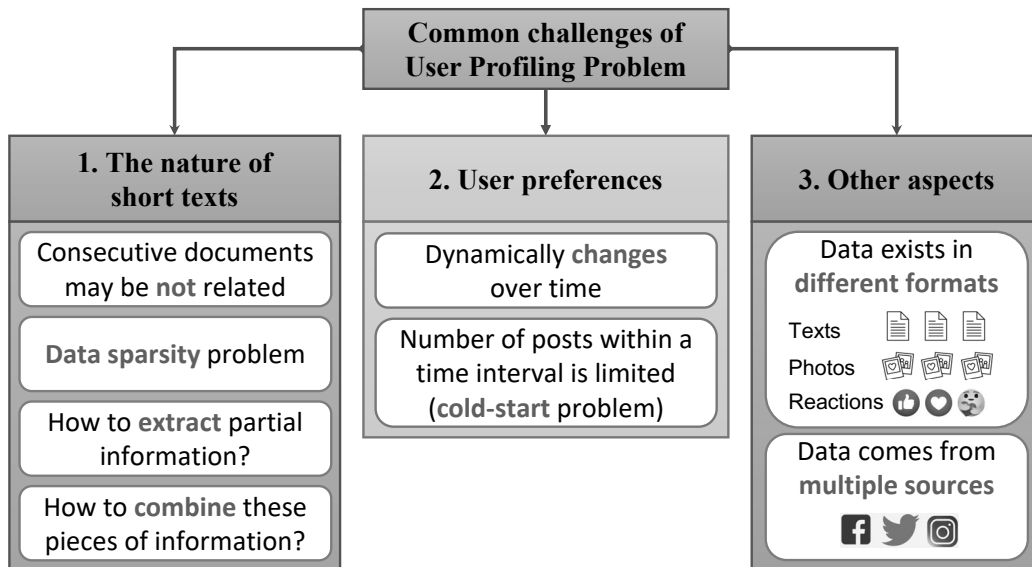 Common challenges of
User Profiling Problem
1. The nature of
short texts
Consecutive documents
may be not related
Data sparsity problem
How to extract partial
information?
How to combine these
pieces of information?
2. User preferences
Dynamically changes
over time
Number of posts within a
time interval is limited
(cold-start problem)
3. Other aspects
Data exists in
different formats
Texts
Photos
Reactions
Data comes from
multiple sources